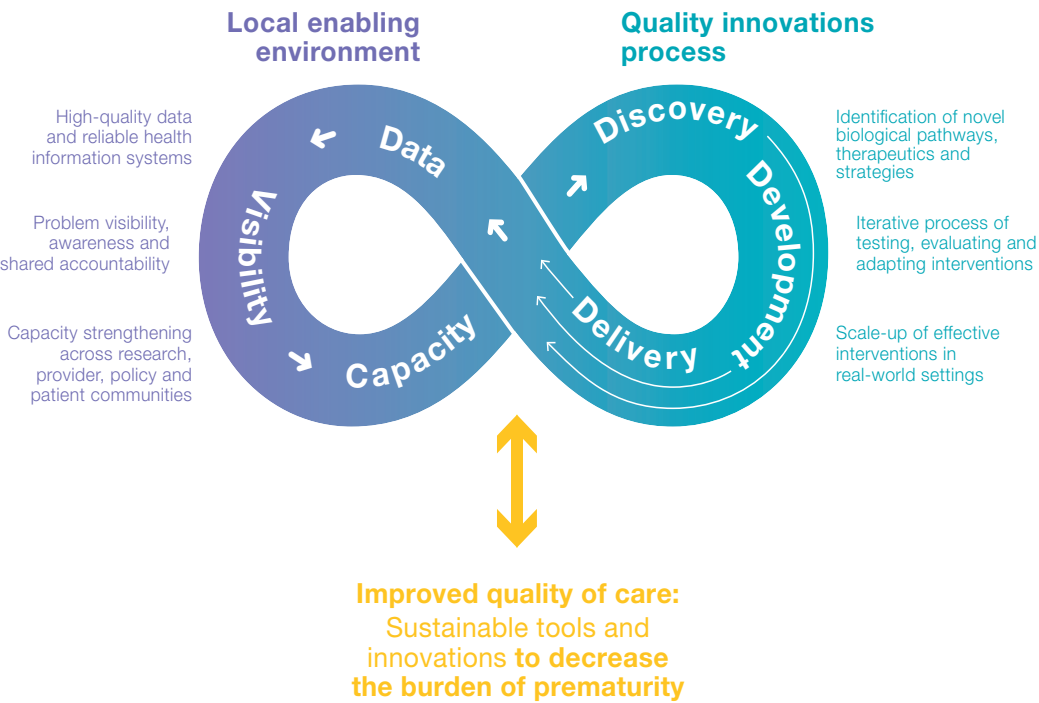 Local enabling
environment
Quality innovations
process
High-quality data
and reliable health
information systems
Problem visibility,
awareness and
shared accountability
Capacity strengthening
across research,
provider, policy and
patient communities
Data
Visibility
Capacity
Discovery
Development
Delivery
Identification of novel
biological pathways,
therapeutics and
strategies
Iterative process of
testing, evaluating and
adapting interventions
Scale-up of effective
interventions in
real-world settings
Improved quality of care:
Sustainable tools and
innovations to decrease
the burden of prematurity